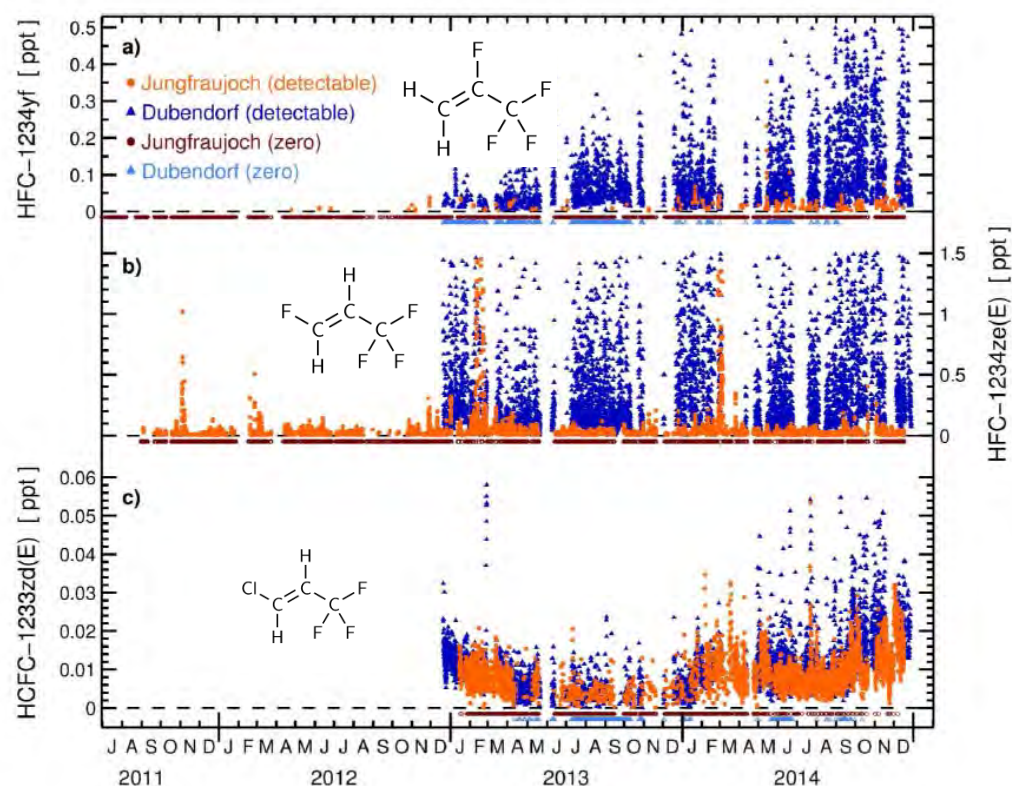 HFC-1234yf [ppt]
0.5
0.4
0.3
0.2
0.1
0
a)
Jungfraujoch (detectable)
Dubendorf (detectable)
Jungfraujoch (zero)
Dubendorf (zero)
F
H C C F
H F F
b)
H
F C C F
H F F
1.5
1
0.5
0
HFC-1234ze(E) [ppt]
HCFC-1233zd(E) [ppt]
0.06
0.05
0.04
0.03
0.02
0.01
0
c)
H
Cl C C F
H F F
J A S O N D J F M A M J J A S O N D J F M A M J J A S O N D J F M A M J J A S O N D
2011 2012 2013 2014